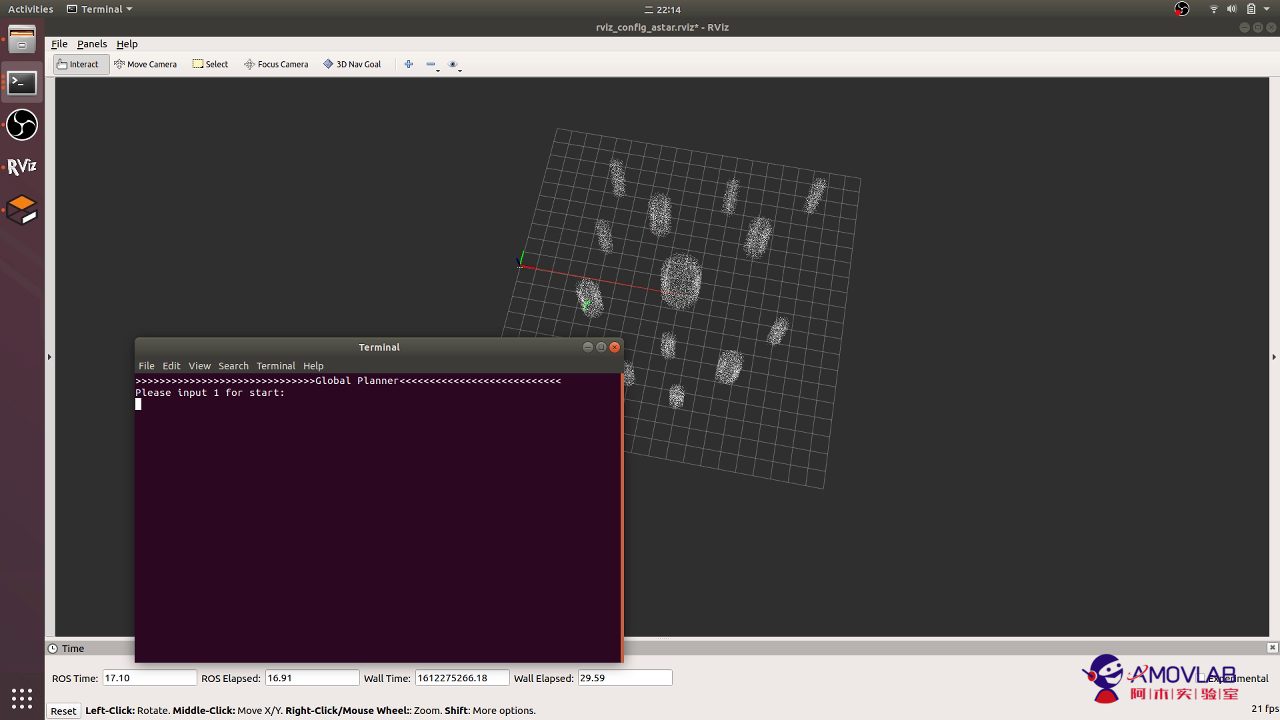 Activities Terminal 二 22:14
rviz_config_astar.rviz* - RViz
File Panels Help
Interact Move Camera Select Focus Camera 3D Nav Goal
RViz
Terminal
File Edit View Search Terminal Help
>>>>>>>>>>>>>>>>>>>>>>>>>>>>>>Global Planner<<<<<<<<<<<<<<<<<<<<<<<<<<<
Please input 1 for start:
Time
ROS Time: 17.10 ROS Elapsed: 16.91 Wall Time: 1612275266.18 Wall Elapsed: 29.59 Experimental
AMOVLAB
阿木实验室
Reset Left-Click: Rotate. Middle-Click: Move X/Y. Right-Click/Mouse Wheel:: Zoom. Shift: More options. 21 fps